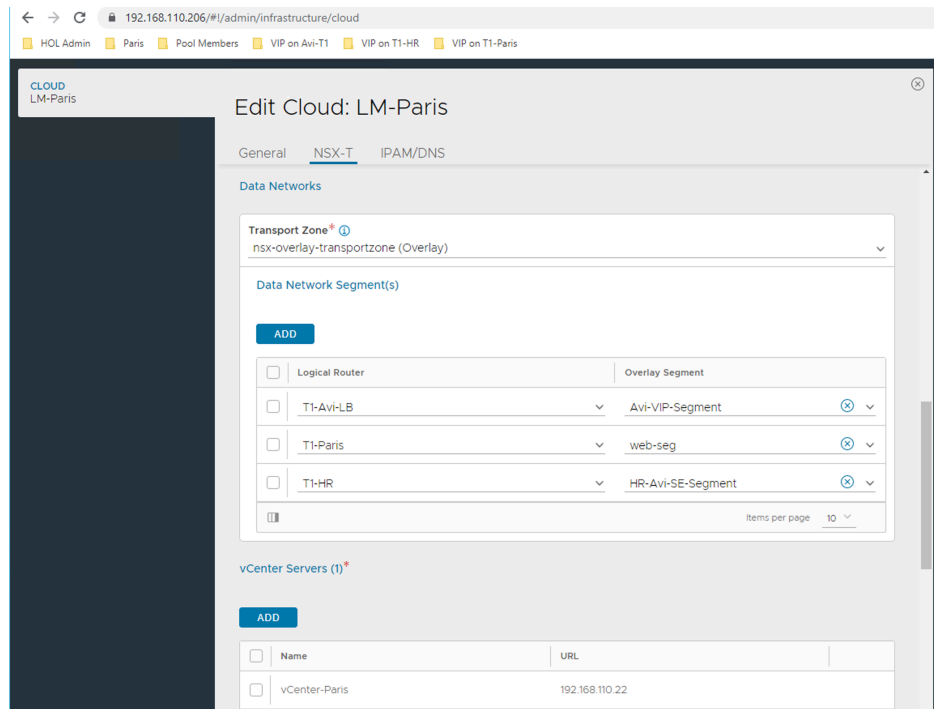 192.168.110.206/#!/admin/infrastructure/cloud
HOL Admin Paris Pool Members VIP on Avi-T1 VIP on T1-HR VIP on T1-Paris
CLOUD
LM-Paris
Edit Cloud: LM-Paris
General NSX-T IPAM/DNS
Data Networks
Transport Zone*
nsx-overlay-transportzone (Overlay)
Data Network Segment(s)
ADD
Logical Router Overlay Segment
T1-Avi-LB Avi-VIP-Segment
T1-Paris web-seg
T1-HR HR-Avi-SE-Segment
Items per page 10
vCenter Servers (1)*
ADD
Name URL
vCenter-Paris 192.168.110.22